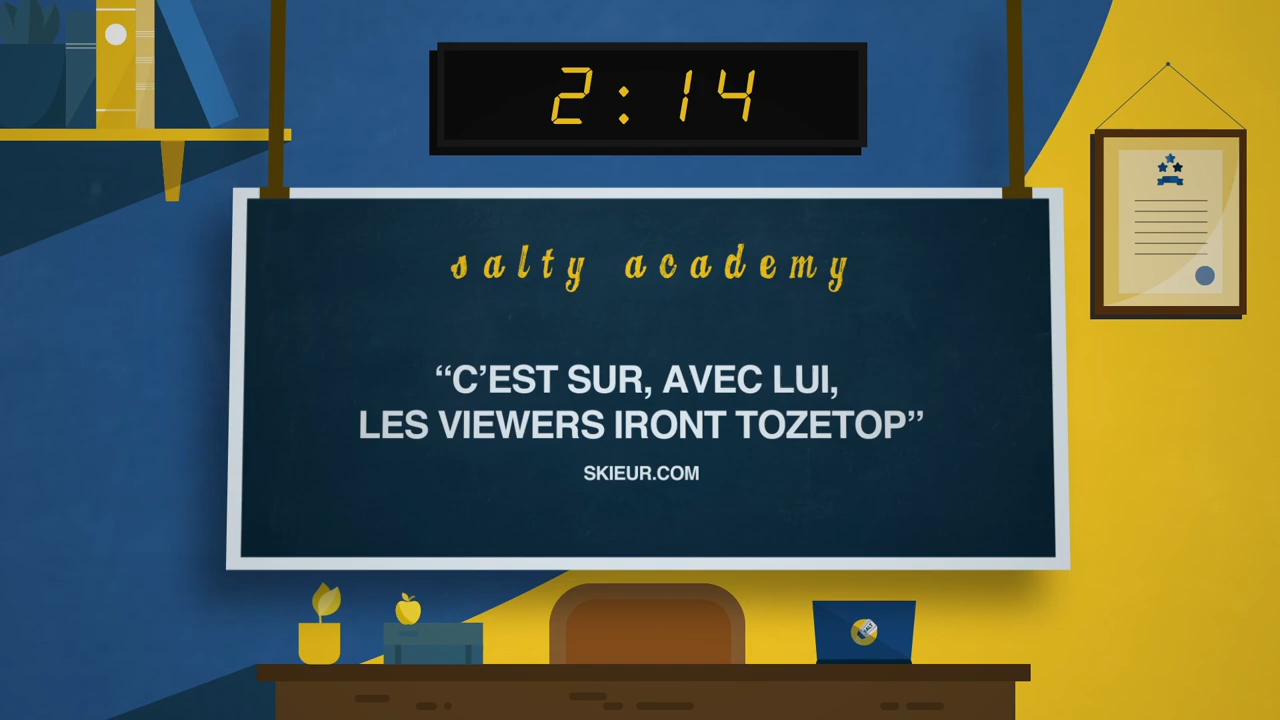 2:14
salty academy
“C’EST SUR, AVEC LUI,
LES VIEWERS IRONT TOZETOP”
SKIEUR.COM